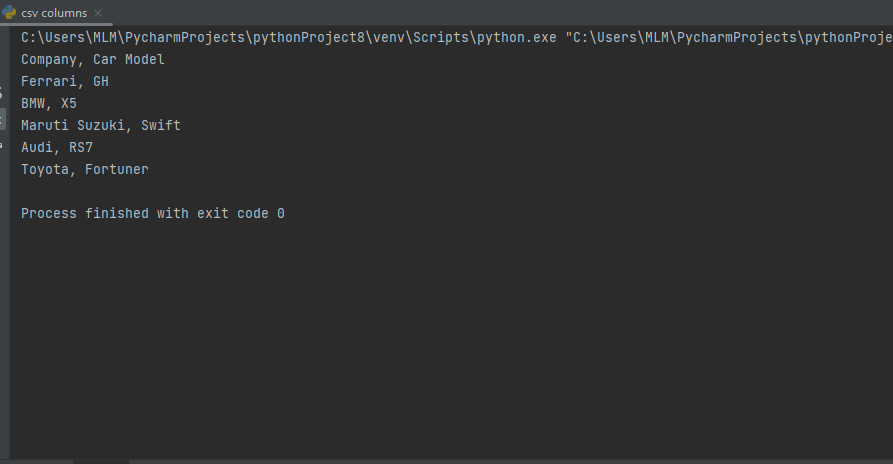 csv columns
C:\Users\MLM\PycharmProjects\pythonProject8\venv\Scripts\python.exe "C:\Users\MLM\PycharmProjects\pythonProje
Company, Car Model
Ferrari, GH
BMW, X5
Maruti Suzuki, Swift
Audi, RS7
Toyota, Fortuner
Process finished with exit code 0